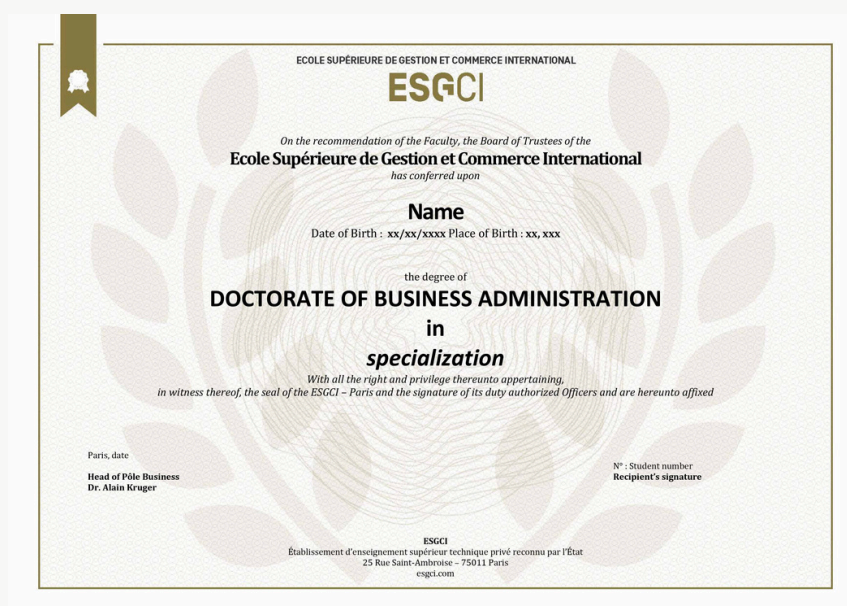 ECOLE SUPÉRIEURE DE GESTION ET COMMERCE INTERNATIONAL
ESGCI
On the recommendation of the Faculty, the Board of Trustees of the
Ecole Supérieure de Gestion et Commerce International
has conferred upon
Name
Date of Birth : xx/xx/xxxx Place of Birth : xx, xxx
the degree of
DOCTORATE OF BUSINESS ADMINISTRATION
in
specialization
With all the right and privilege thereunto appertaining,
in witness thereof, the seal of the ESGCI – Paris and the signature of its duty authorized Officers and are hereunto affixed
Paris, date
Head of Pôle Business
Dr. Alain Kruger
N° : Student number
Recipient's signature
ESGCI
Établissement d'enseignement supérieur technique privé reconnu par l'État
25 Rue Saint-Ambroise – 75011 Paris
esgci.com